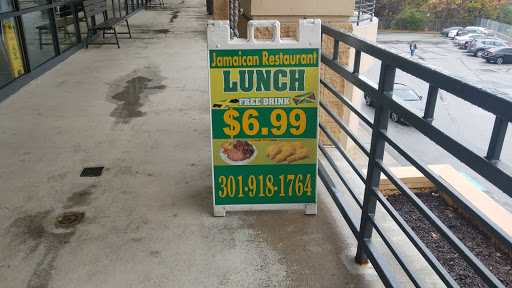 Jamaican Restaurant
LUNCH
FREE DRINK
$6.99
301-918-1764